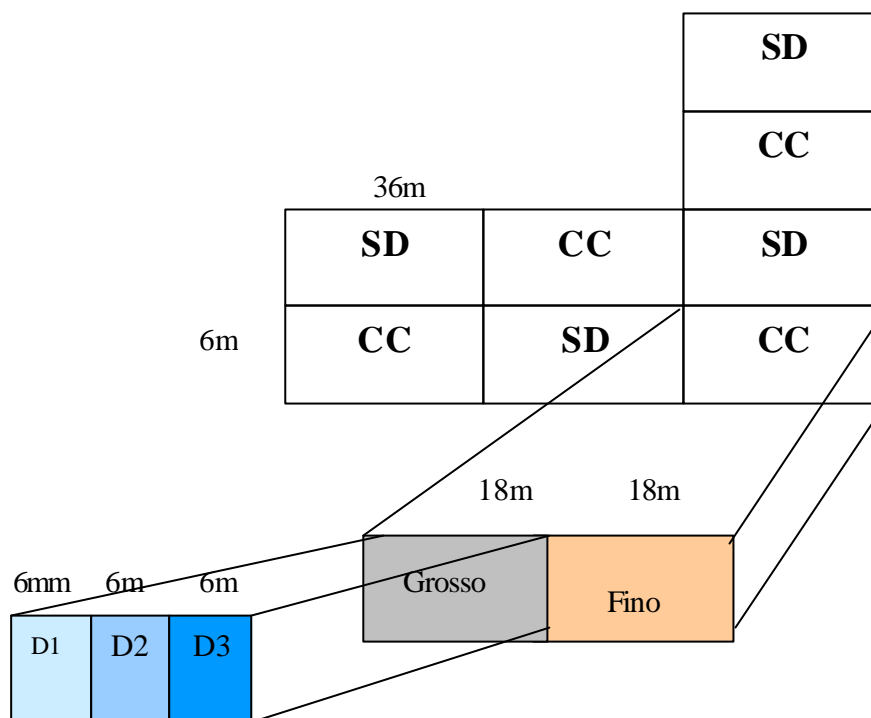 SD
CC
36m
SD CC SD
6m CC SD CC
18m 18m
6mm 6m 6m Grosso Fino
D1 D2 D3